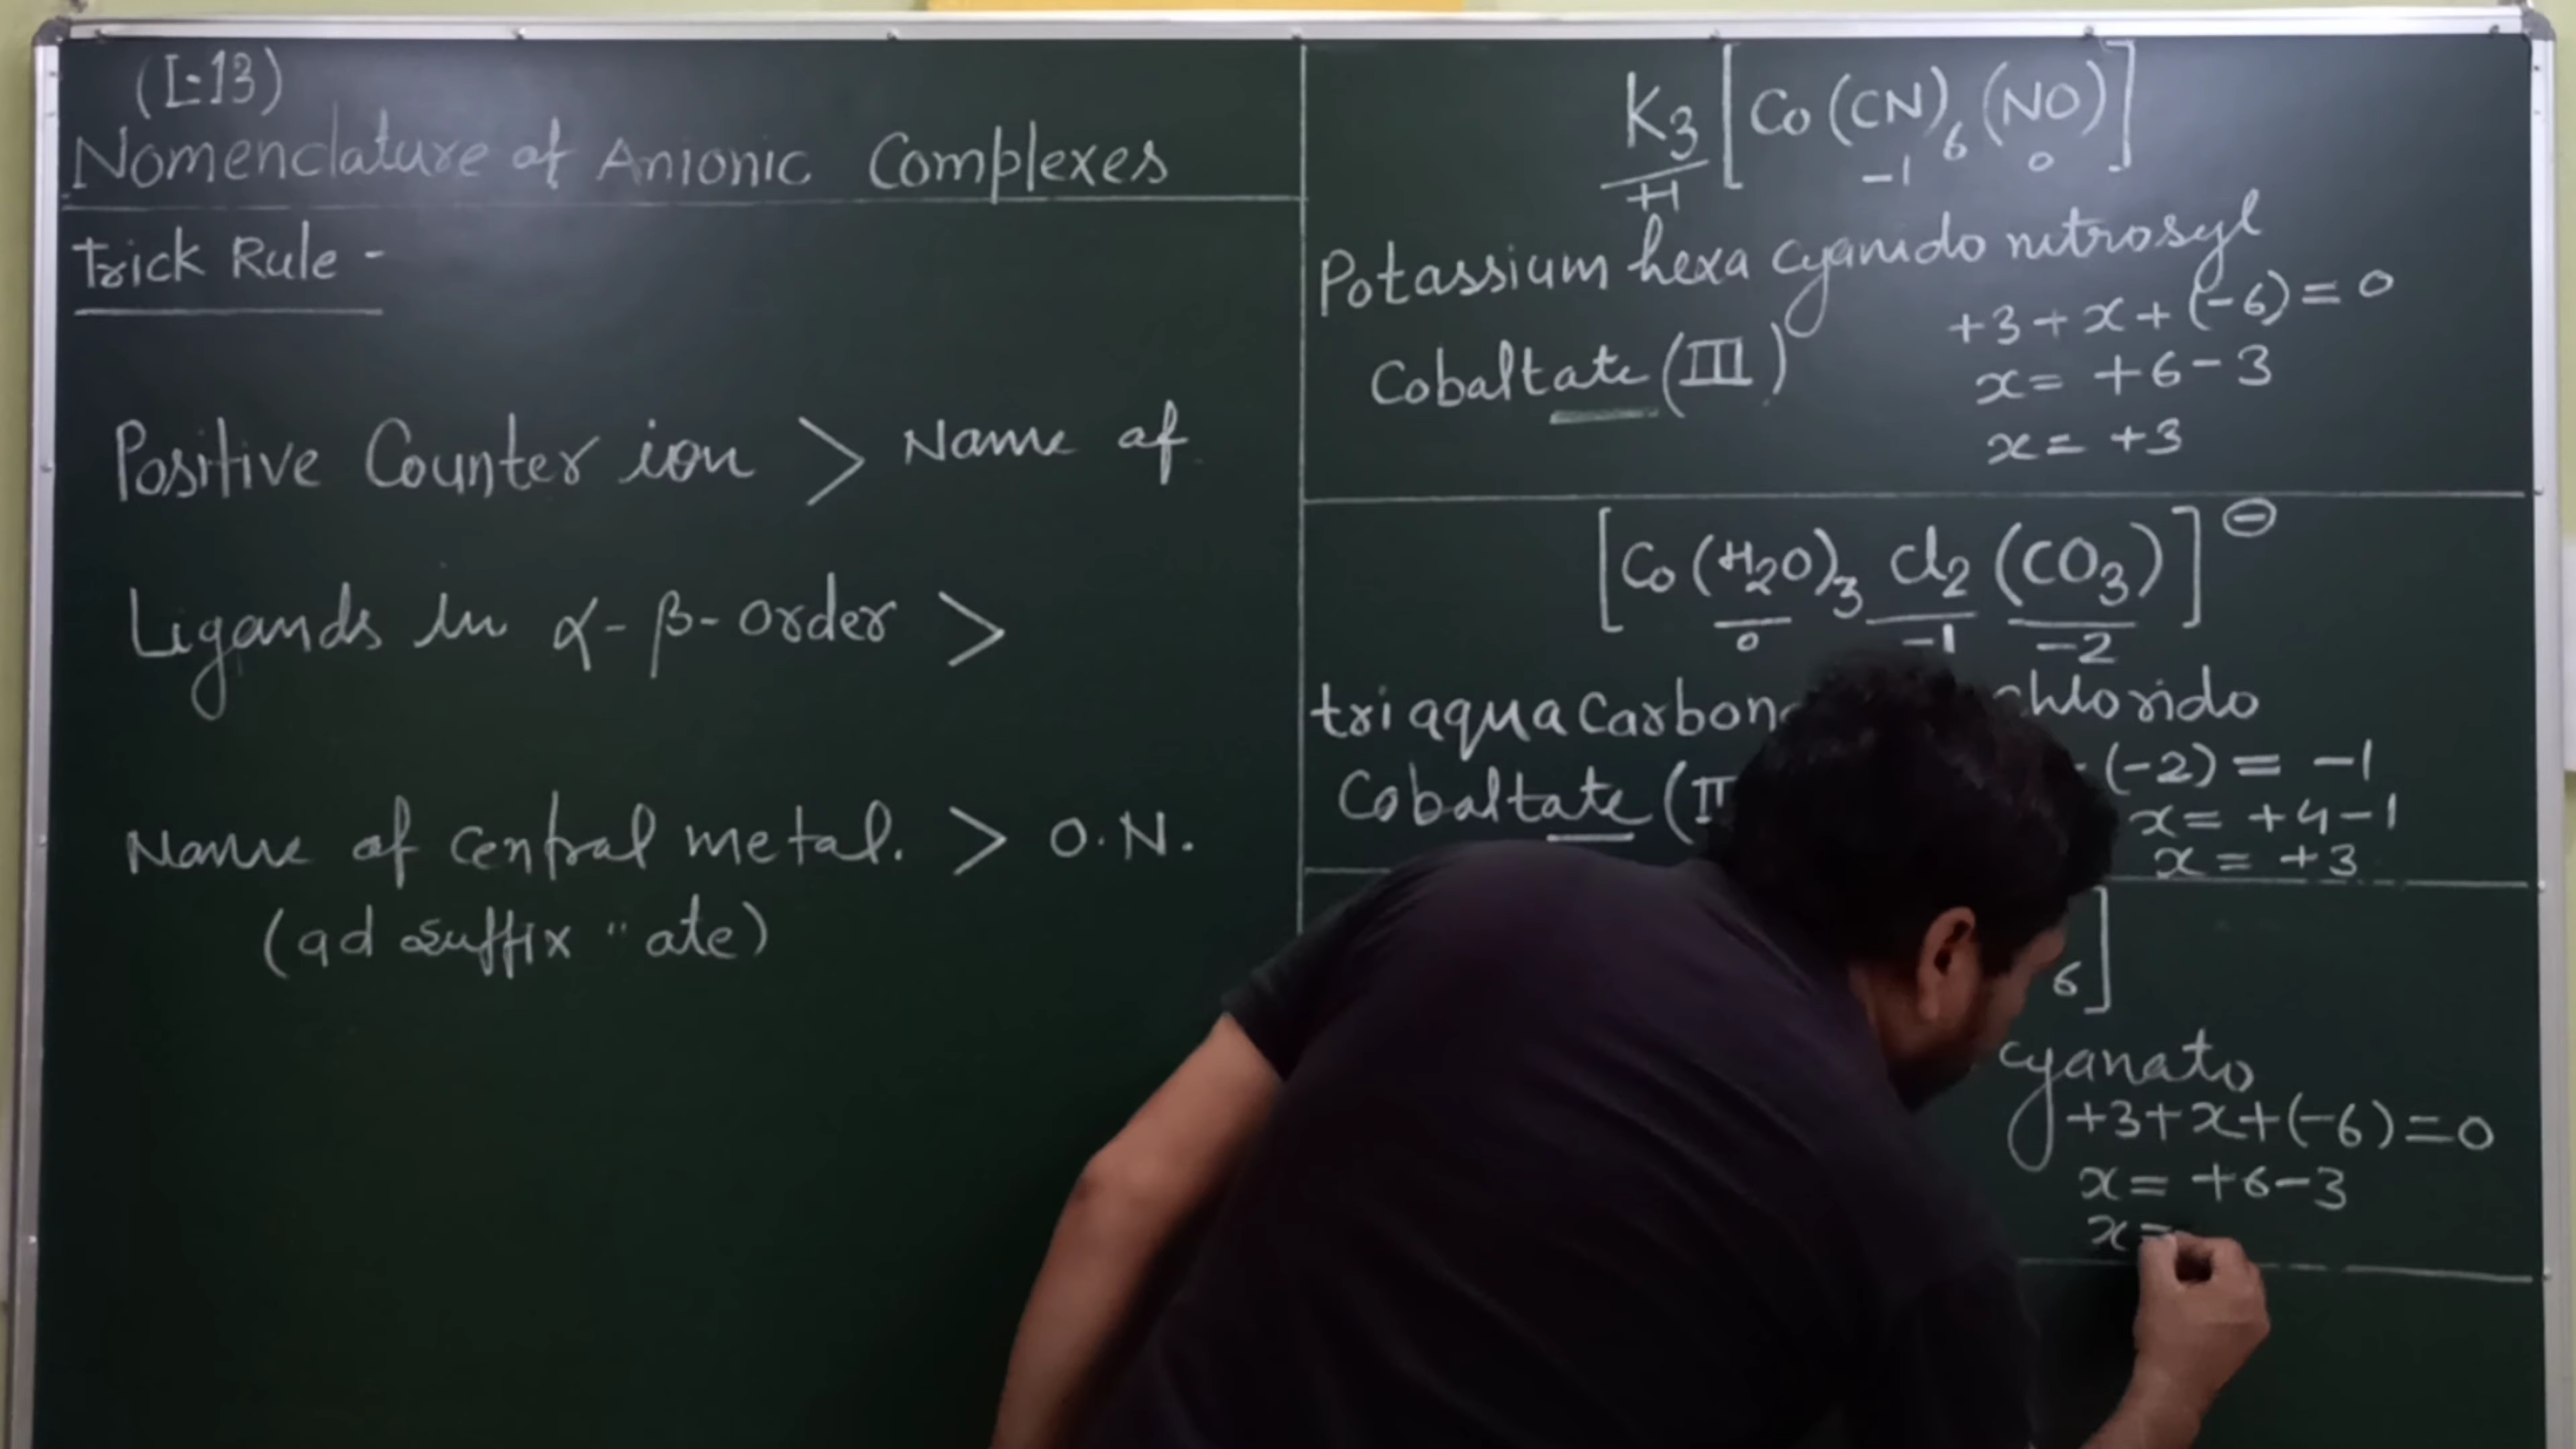 (L-13)
Nomenclature of Anionic Complexes
Trick Rule -
Positive Counter ion > Name of
Ligands in α-β-order >
Name of central metal. > O.N.
(ad suffix " ate)
K₃[Co(CN)₆(NO)]
+1 -1 0
Potassium hexa cyanido nitrosyl
Cobaltate (III)
+3+x+(-6)=0
x= +6-3
x= +3
[Co(H₂O)₃ Cl₂ (CO₃)]⊖
0 -1 -2
tri aqua Carbon chlorido
Cobaltate (II
(-2) = -1
x= +4-1
x = +3
6]
cyanato
+3+x+(-6)=0
x= +6-3
x=